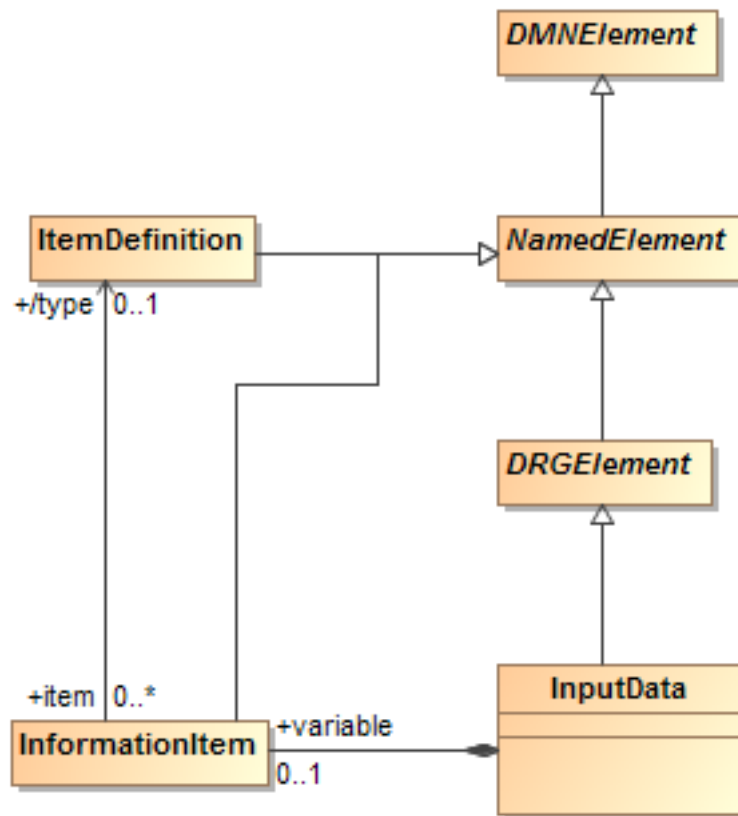 DMNElement
ItemDefinition
NamedElement
+/type 0..1
DRGElement
+item 0..*
InputData
InformationItem
+variable
0..1